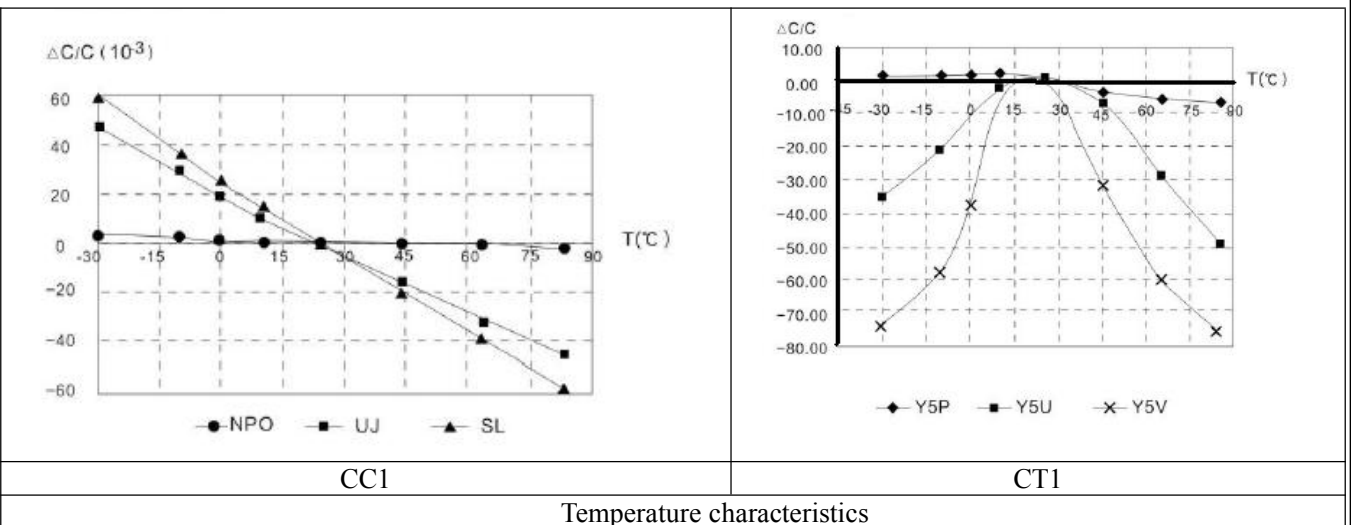 △C/C (10-3)
60
40
20
0
-20
-40
-60
-30 -15 0 15 30 45 60 75 90
T(℃)
NPO UJ SL
△C/C
10.00
0.00
-10.00
-20.00
-30.00
-40.00
-50.00
-60.00
-70.00
-80.00
-45 -30 -15 0 15 30 45 60 75 90
T(℃)
Y5P Y5U Y5V
CC1 CT1
Temperature characteristics